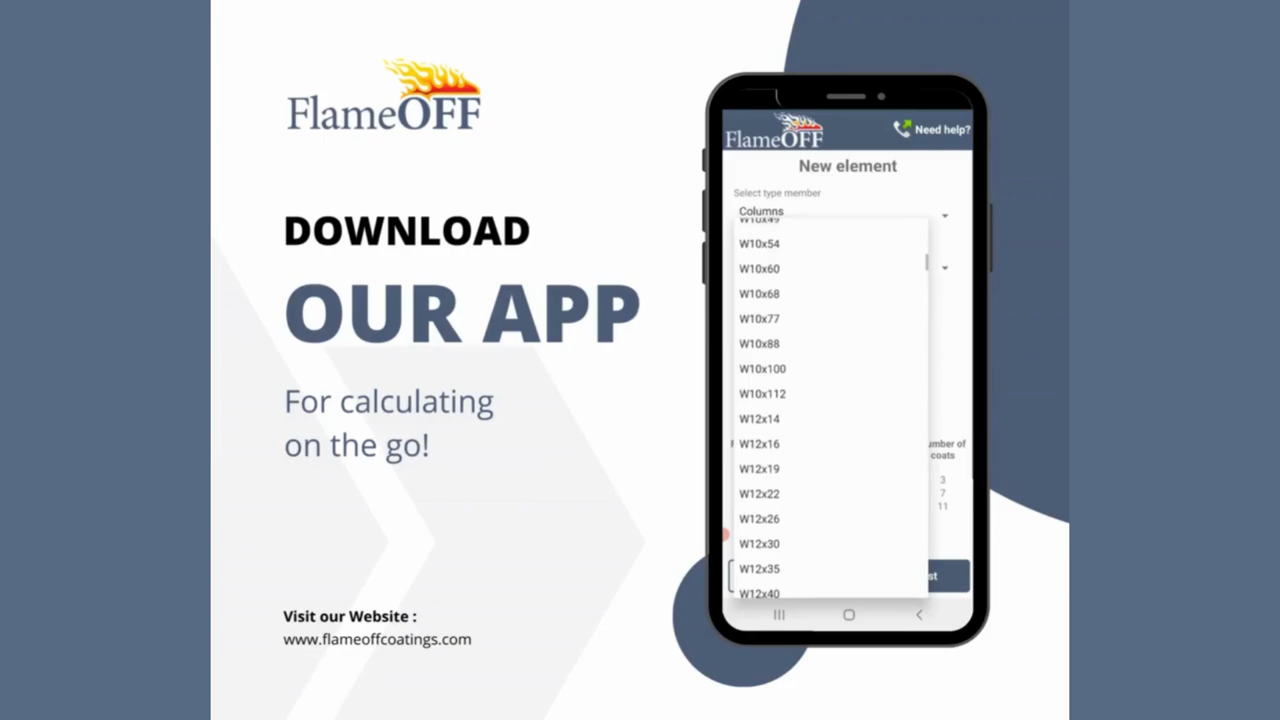 FlameOFF
DOWNLOAD
OUR APP
For calculating
on the go!
Visit our Website :
www.flameoffcoatings.com
FlameOFF
Need help?
New element
Select type member
Columns
W10x49
W10x54
W10x60
W10x68
W10x77
W10x88
W10x100
W10x112
W12x14
W12x16
W12x19
W12x22
W12x26
W12x30
W12x35
W12x40
coats
3
7
11